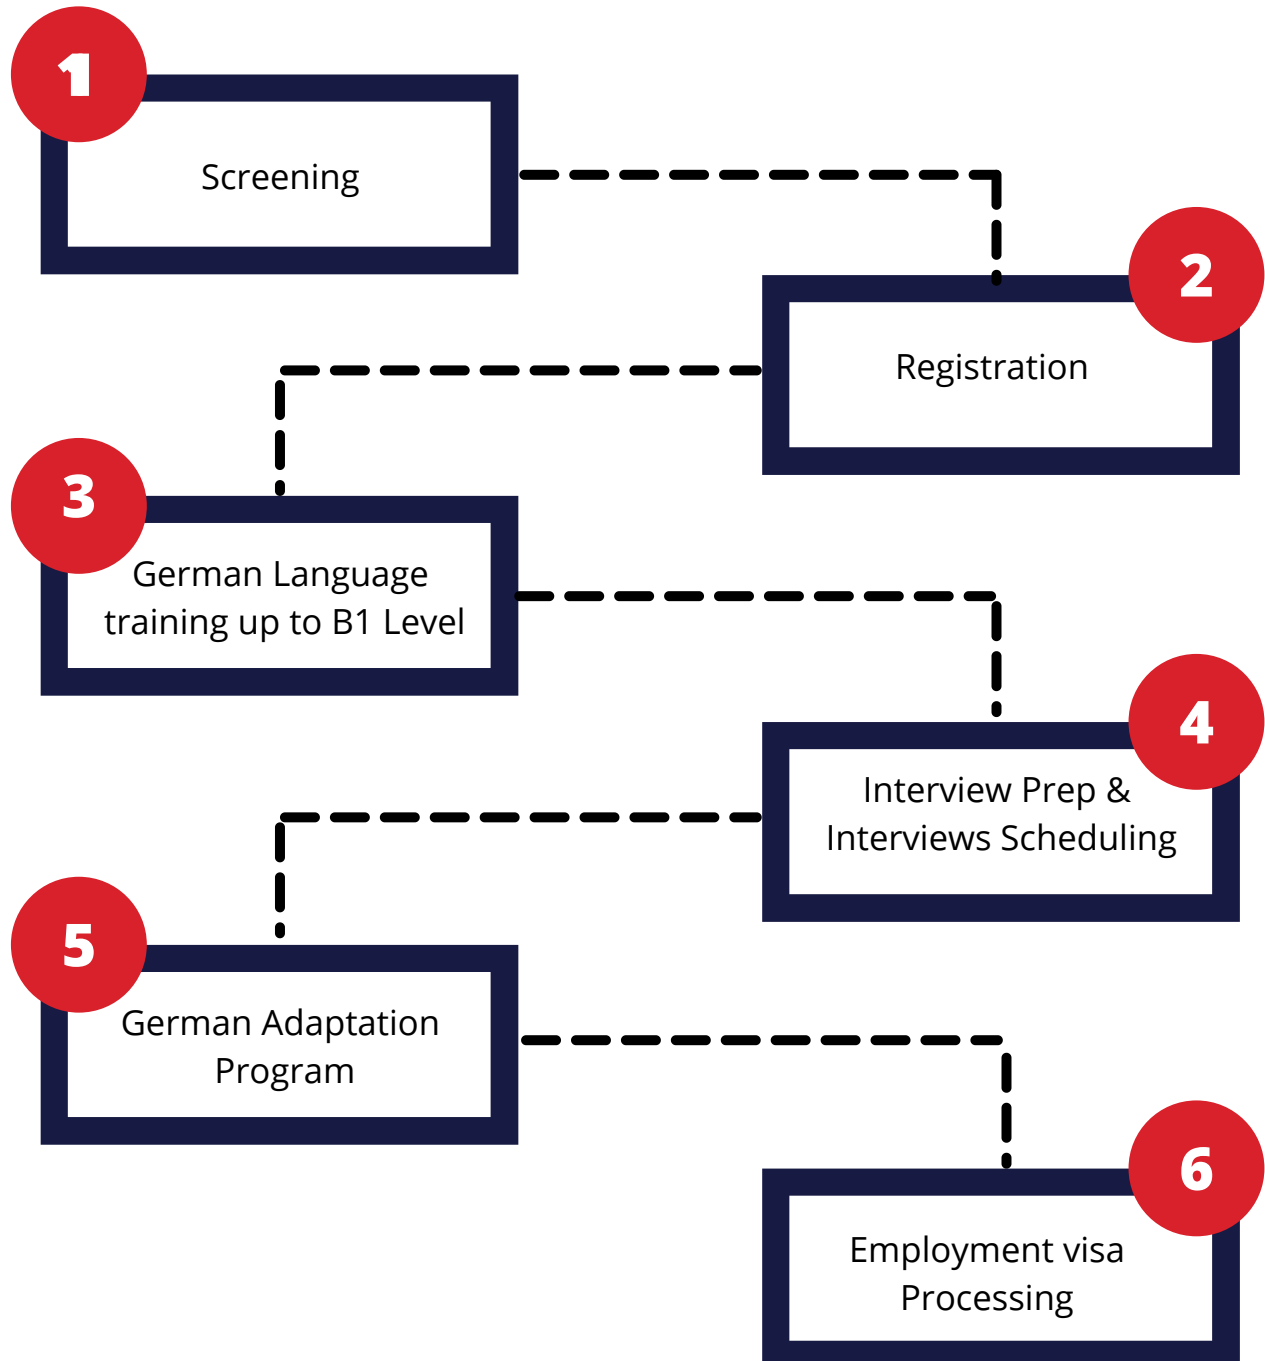 1
Screening
2
Registration
3
German Language
training up to B1 Level
4
Interview Prep &
Interviews Scheduling
5
German Adaptation
Program
6
Employment visa
Processing